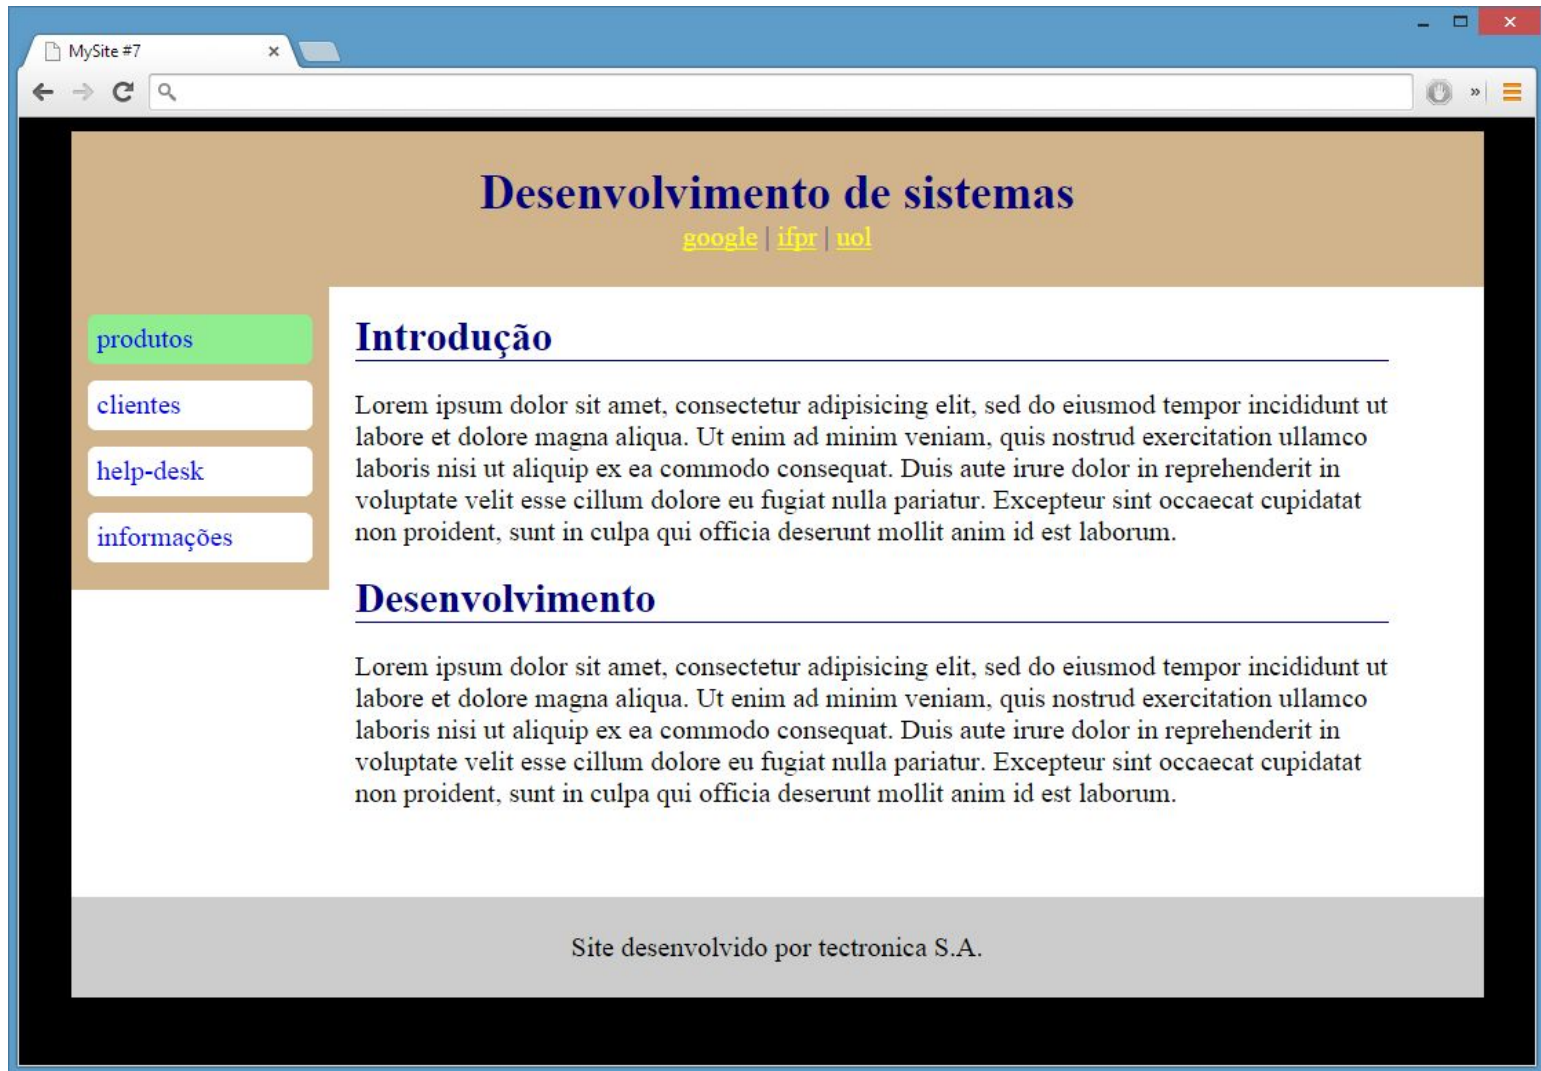 MySite #7
Desenvolvimento de sistemas
google | ifpr | uol
produtos
clientes
help-desk
informações
Introdução
Lorem ipsum dolor sit amet, consectetur adipisicing elit, sed do eiusmod tempor incididunt ut
labore et dolore magna aliqua. Ut enim ad minim veniam, quis nostrud exercitation ullamco
laboris nisi ut aliquip ex ea commodo consequat. Duis aute irure dolor in reprehenderit in
voluptate velit esse cillum dolore eu fugiat nulla pariatur. Excepteur sint occaecat cupidatat
non proident, sunt in culpa qui officia deserunt mollit anim id est laborum.
Desenvolvimento
Lorem ipsum dolor sit amet, consectetur adipisicing elit, sed do eiusmod tempor incididunt ut
labore et dolore magna aliqua. Ut enim ad minim veniam, quis nostrud exercitation ullamco
laboris nisi ut aliquip ex ea commodo consequat. Duis aute irure dolor in reprehenderit in
voluptate velit esse cillum dolore eu fugiat nulla pariatur. Excepteur sint occaecat cupidatat
non proident, sunt in culpa qui officia deserunt mollit anim id est laborum.
Site desenvolvido por tectronica S.A.